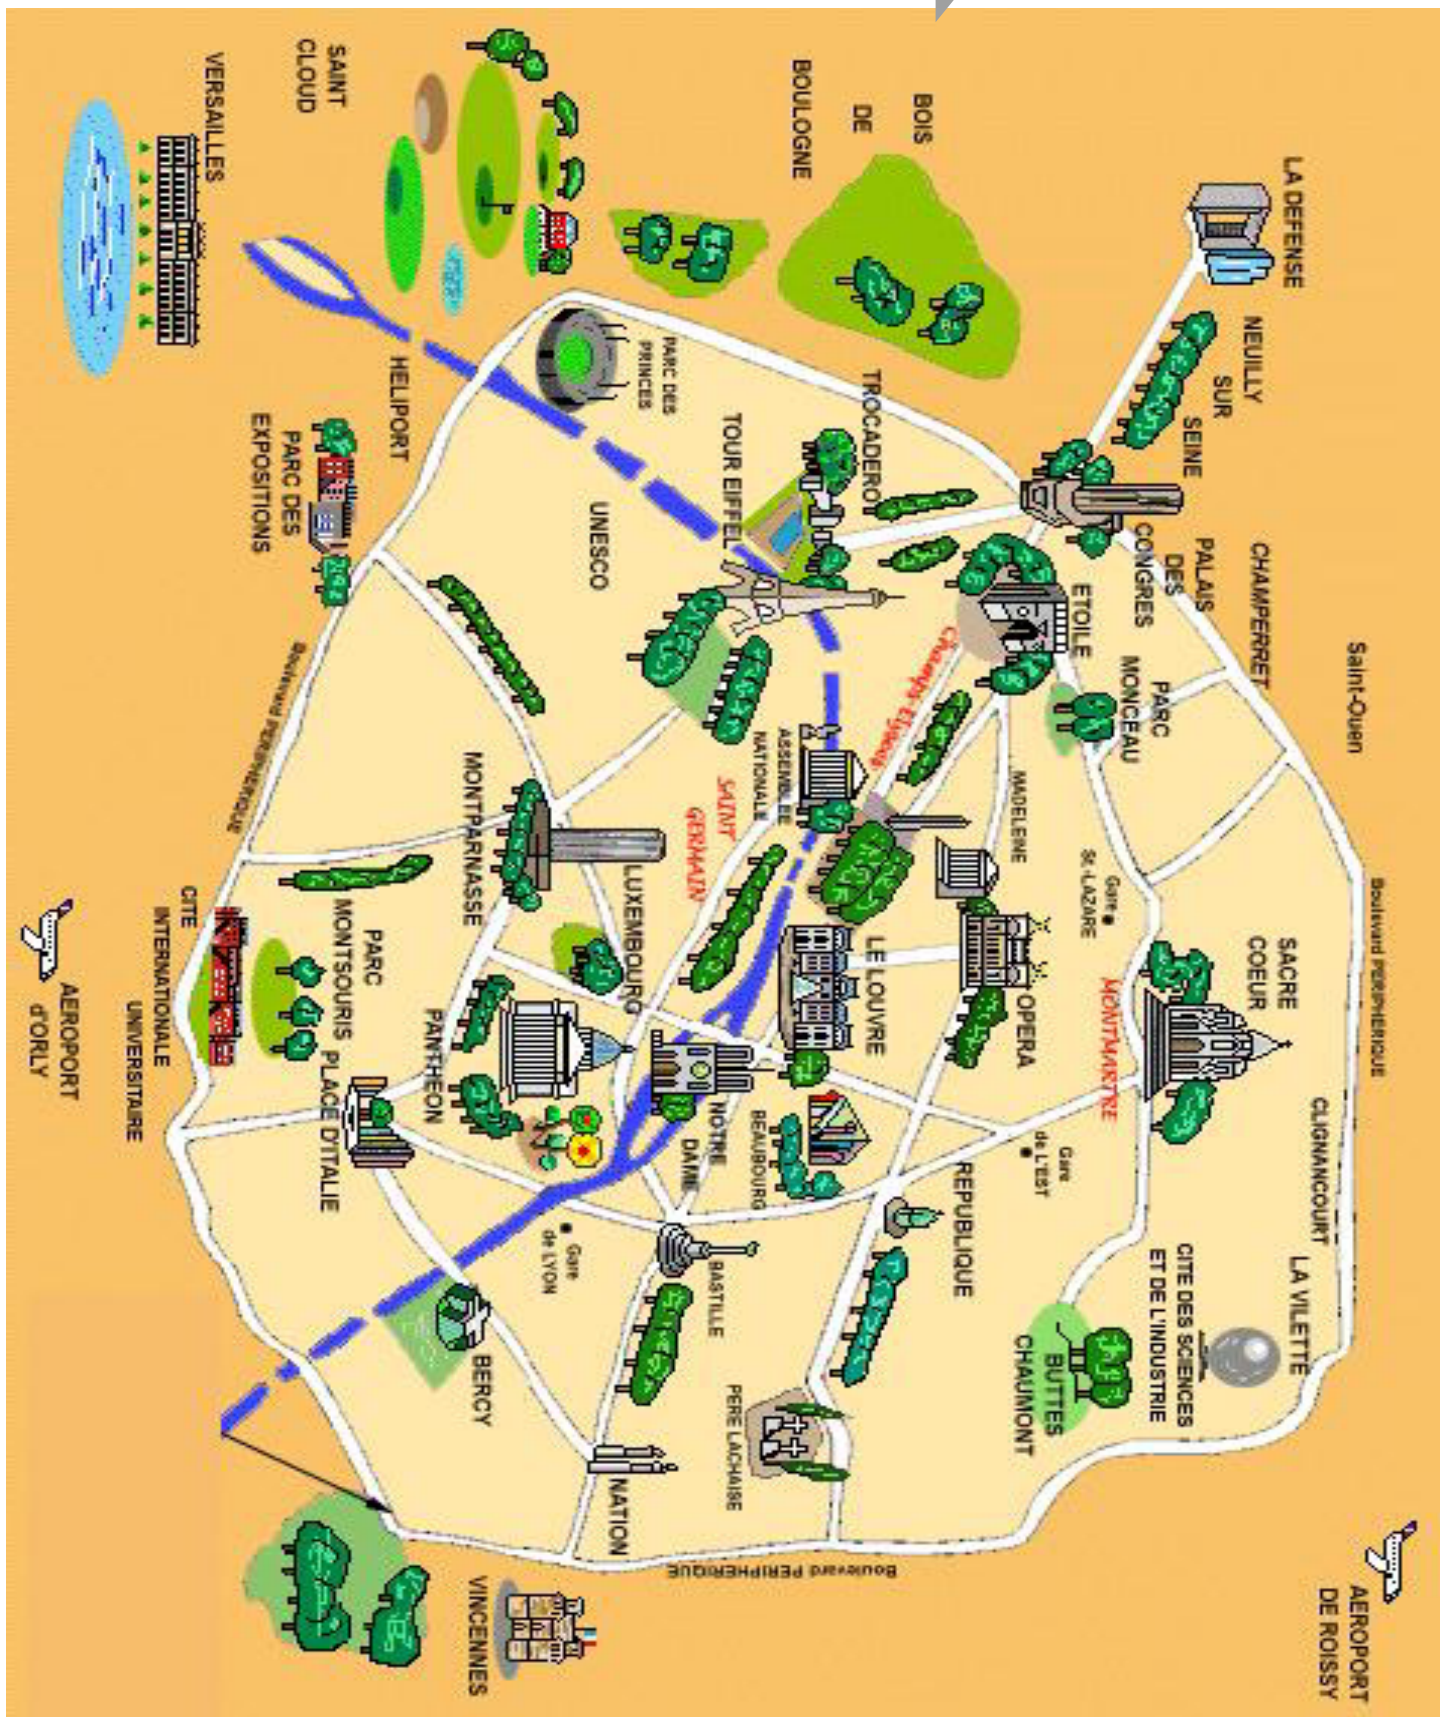 Boulevard PERIPHERIQUE
Saint-Ouen
AEROPORT
DE ROISSY
LA DEFENSE
CLIGNANCOURT
LA VILETTE
CHAMPERRET
SACRE
COEUR
NEUILLY
SUR
SEINE
PALAIS
DES
CONGRES
CITE DES SCIENCES
ET DE L'INDUSTRIE
PARC
MONCEAU
MONTMARTRE
ETOILE
Gare
St.-LAZARE
Gare
de L'EST
BUTTES
CHAUMONT
MADELEINE
OPERA
BOIS
DE
BOULOGNE
REPUBLIQUE
Champs-Elysees
TROCADERO
LE LOUVRE
Boulevard PERIPHERIQUE
ASSEMBLEE
NATIONALE
BEAUBOURG
TOUR EIFFEL
PERE LACHAISE
SAINT
GERMAIN
NOTRE
DAME
BASTILLE
PARC DES
PRINCES
LUXEMBOURG
NATION
UNESCO
Gare
de LYON
MONTPARNASSE
BERCY
VINCENNES
PANTHEON
HELIPORT
PARC
MONTSOURIS
PLACE D'ITALIE
SAINT
CLOUD
PARC DES
EXPOSITIONS
Boulevard PERIPHERIQUE
VERSAILLES
CITE
INTERNATIONALE
UNIVERSITAIRE
AEROPORT
d'ORLY